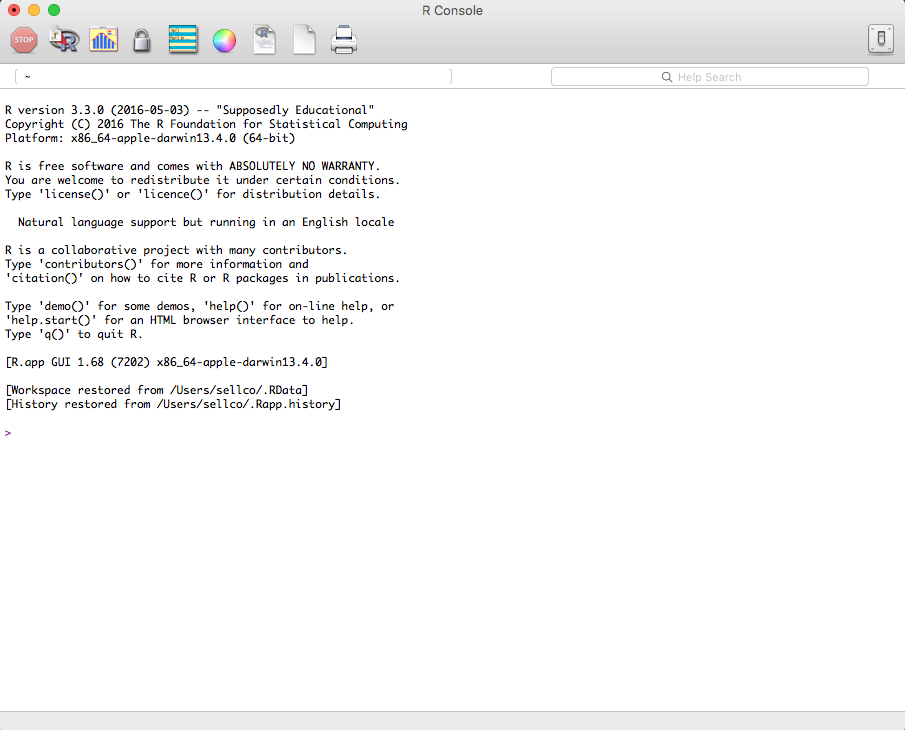 R Console
STOP
~
Help Search
R version 3.3.0 (2016-05-03) -- "Supposedly Educational"
Copyright (C) 2016 The R Foundation for Statistical Computing
Platform: x86_64-apple-darwin13.4.0 (64-bit)
R is free software and comes with ABSOLUTELY NO WARRANTY.
You are welcome to redistribute it under certain conditions.
Type 'license()' or 'licence()' for distribution details.
Natural language support but running in an English locale
R is a collaborative project with many contributors.
Type 'contributors()' for more information and
'citation()' on how to cite R or R packages in publications.
Type 'demo()' for some demos, 'help()' for on-line help, or
'help.start()' for an HTML browser interface to help.
Type 'q()' to quit R.
[R.app GUI 1.68 (7202) x86_64-apple-darwin13.4.0]
[Workspace restored from /Users/sellco/.RData]
[History restored from /Users/sellco/.Rapp.history]
>